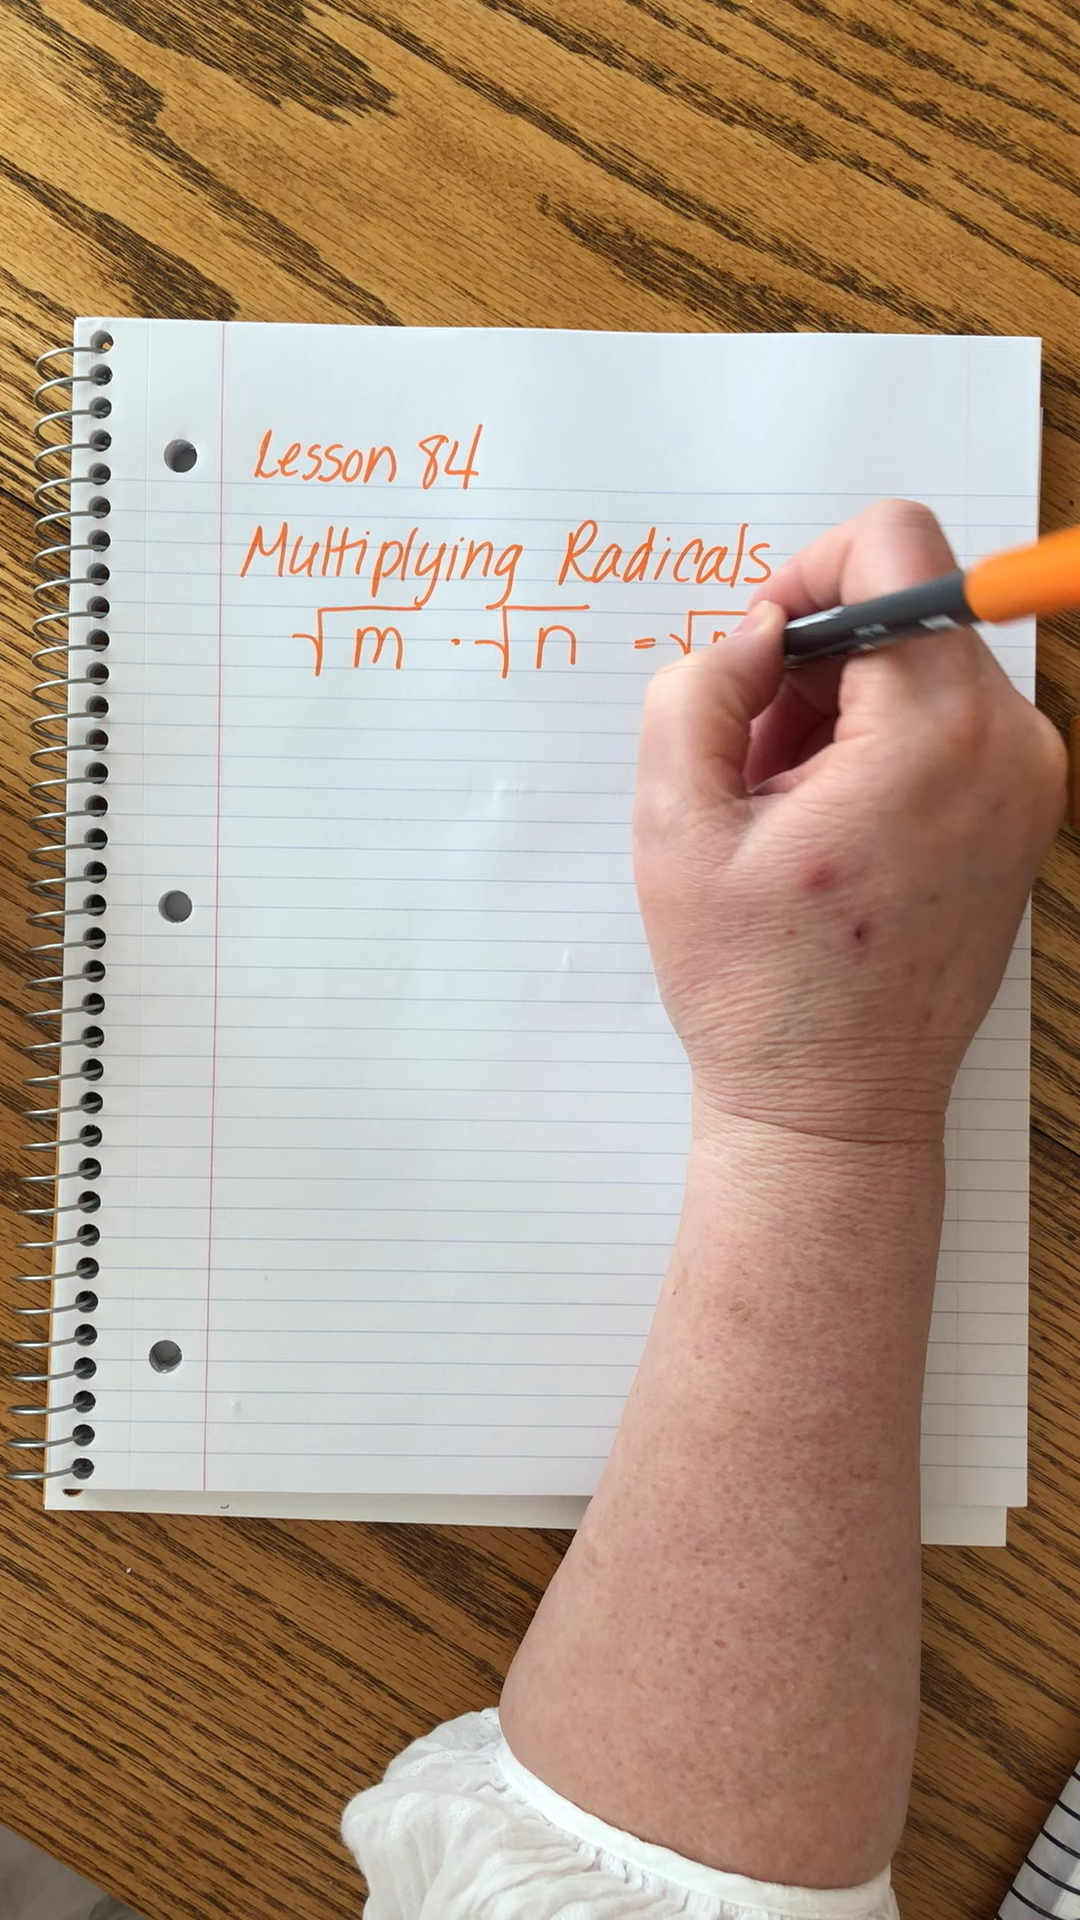 Lesson 84
Multiplying Radicals
√m · √n = √